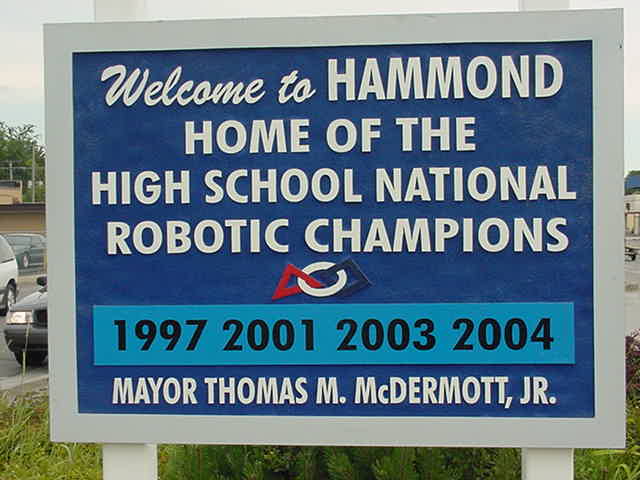 Welcome to HAMMOND
HOME OF THE
HIGH SCHOOL NATIONAL
ROBOTIC CHAMPIONS
1997 2001 2003 2004
MAYOR THOMAS M. McDERMOTT, JR.